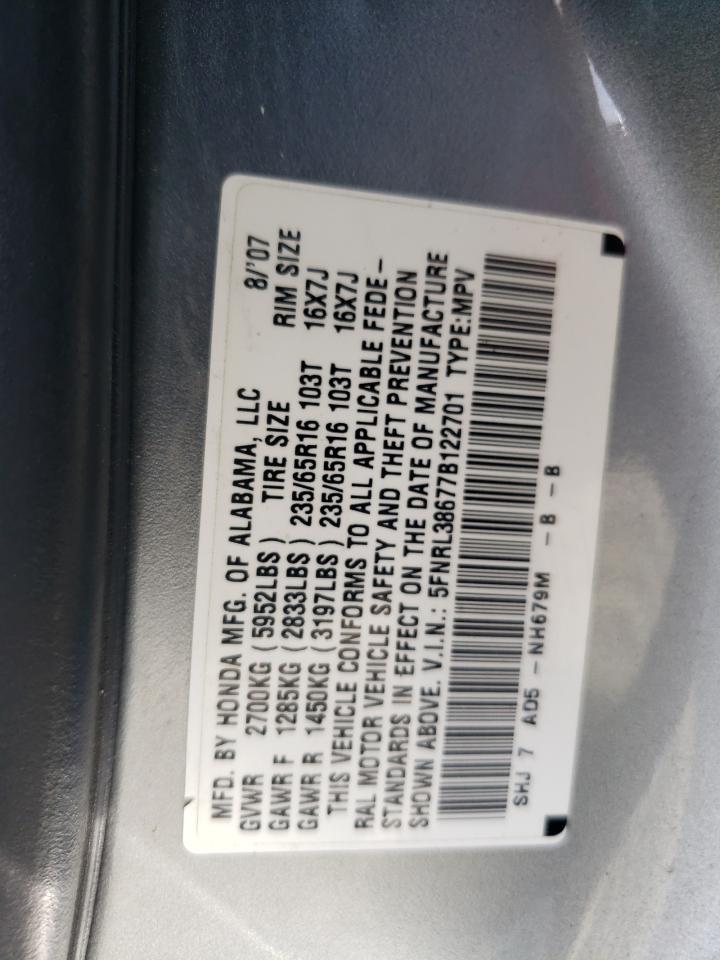 MFD. BY HONDA MFG. OF ALABAMA, LLC 8/'07
GVWR 2700KG (5952LBS) TIRE SIZE RIM SIZE
GAWR F 1285KG (2833LBS) 235/65R16 103T 16X7J
GAWR R 1450KG (3197LBS) 235/65R16 103T 16X7J
THIS VEHICLE CONFORMS TO ALL APPLICABLE FEDE-
RAL MOTOR VEHICLE SAFETY AND THEFT PREVENTION
STANDARDS IN EFFECT ON THE DATE OF MANUFACTURE
SHOWN ABOVE. V.I.N.: 5FNRL38677B122701 TYPE:MPV
SHJ 7 A05 - NH679M - B - B